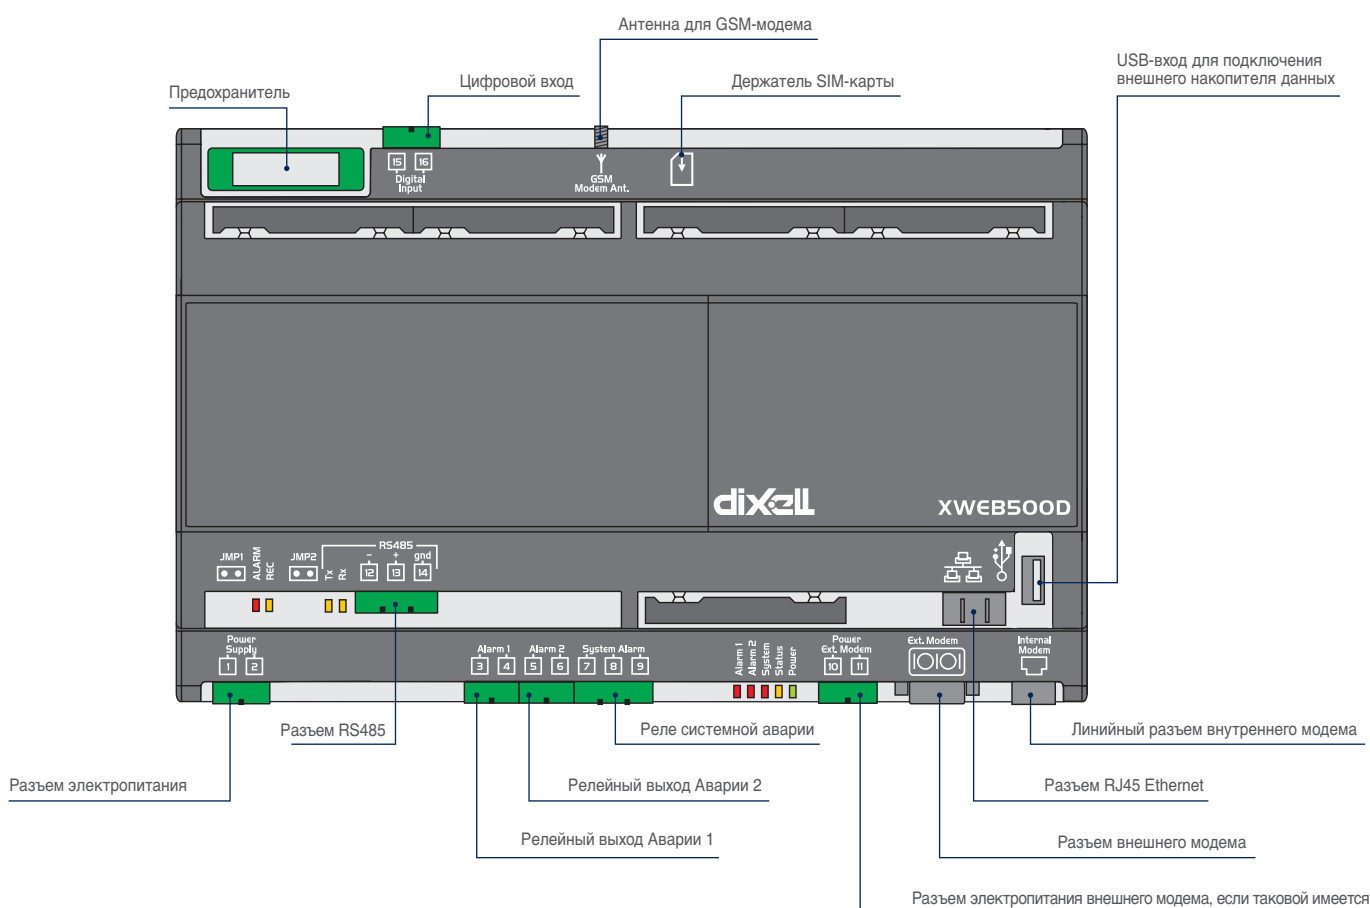 Антенна для GSM-модема
USB-вход для подключения
внешнего накопителя данных
Предохранитель
Цифровой вход
Держатель SIM-карты
15 16
Digital
Input
GSM
Modem Ant.
dixell
XWEB500D
JMP1
ALARM
REC
JMP2
Tx
Rx
RS485
- + gnd
12 13 14
Power
Supply
1 2
Alarm 1
3 4
Alarm 2
5 6
System Alarm
7 8 9
Alarm 1
Alarm 2
System
Status
Power
Power
Ext. Modem
10 11
Ext. Modem
Internal
Modem
Разъем RS485
Реле системной аварии
Линейный разъем внутреннего модема
Разъем электропитания
Релейный выход Аварии 2
Разъем RJ45 Ethernet
Релейный выход Аварии 1
Разъем внешнего модема
Разъем электропитания внешнего модема, если таковой имеется